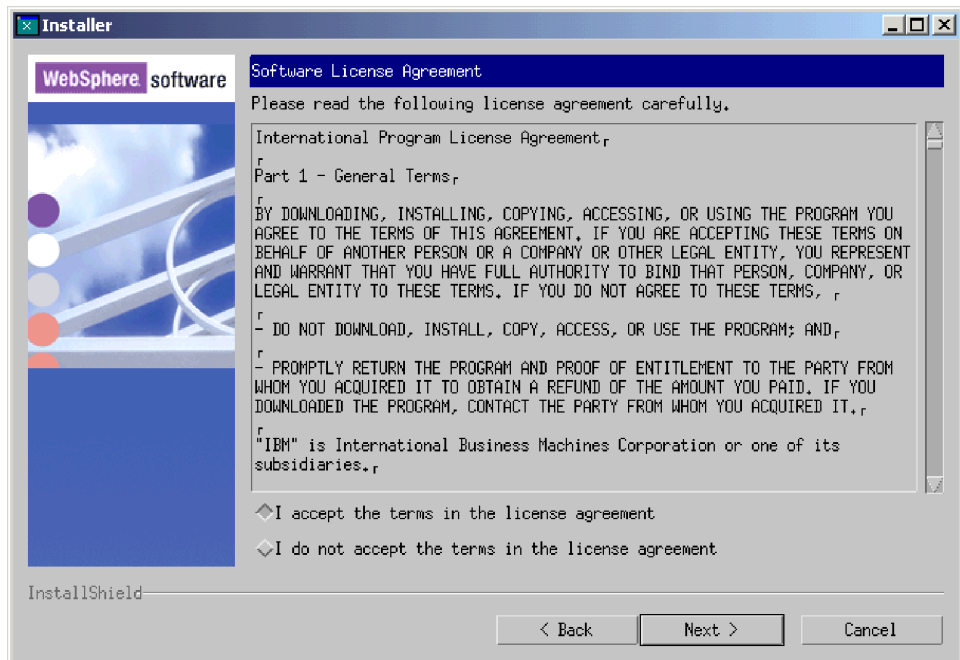 Installer
WebSphere software
Software License Agreement
Please read the following license agreement carefully.
International Program License Agreement
Part 1 - General Terms
BY DOWNLOADING, INSTALLING, COPYING, ACCESSING, OR USING THE PROGRAM YOU
AGREE TO THE TERMS OF THIS AGREEMENT. IF YOU ARE ACCEPTING THESE TERMS ON
BEHALF OF ANOTHER PERSON OR A COMPANY OR OTHER LEGAL ENTITY, YOU REPRESENT
AND WARRANT THAT YOU HAVE FULL AUTHORITY TO BIND THAT PERSON, COMPANY, OR
LEGAL ENTITY TO THESE TERMS. IF YOU DO NOT AGREE TO THESE TERMS,
- DO NOT DOWNLOAD, INSTALL, COPY, ACCESS, OR USE THE PROGRAM; AND
- PROMPTLY RETURN THE PROGRAM AND PROOF OF ENTITLEMENT TO THE PARTY FROM
WHOM YOU ACQUIRED IT TO OBTAIN A REFUND OF THE AMOUNT YOU PAID. IF YOU
DOWNLOADED THE PROGRAM, CONTACT THE PARTY FROM WHOM YOU ACQUIRED IT.
"IBM" is International Business Machines Corporation or one of its
subsidiaries.
I accept the terms in the license agreement
I do not accept the terms in the license agreement
InstallShield
< Back
Next >
Cancel